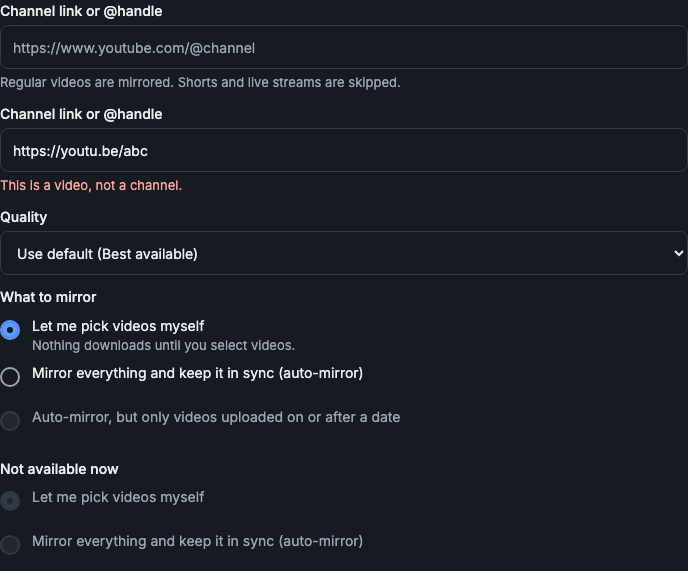 Channel link or @handle
https://www.youtube.com/@channel
Regular videos are mirrored. Shorts and live streams are skipped.
Channel link or @handle
https://youtu.be/abc
This is a video, not a channel.
Quality
Use default (Best available)
What to mirror
Let me pick videos myself
Nothing downloads until you select videos.
Mirror everything and keep it in sync (auto-mirror)
Auto-mirror, but only videos uploaded on or after a date
Not available now
Let me pick videos myself
Mirror everything and keep it in sync (auto-mirror)